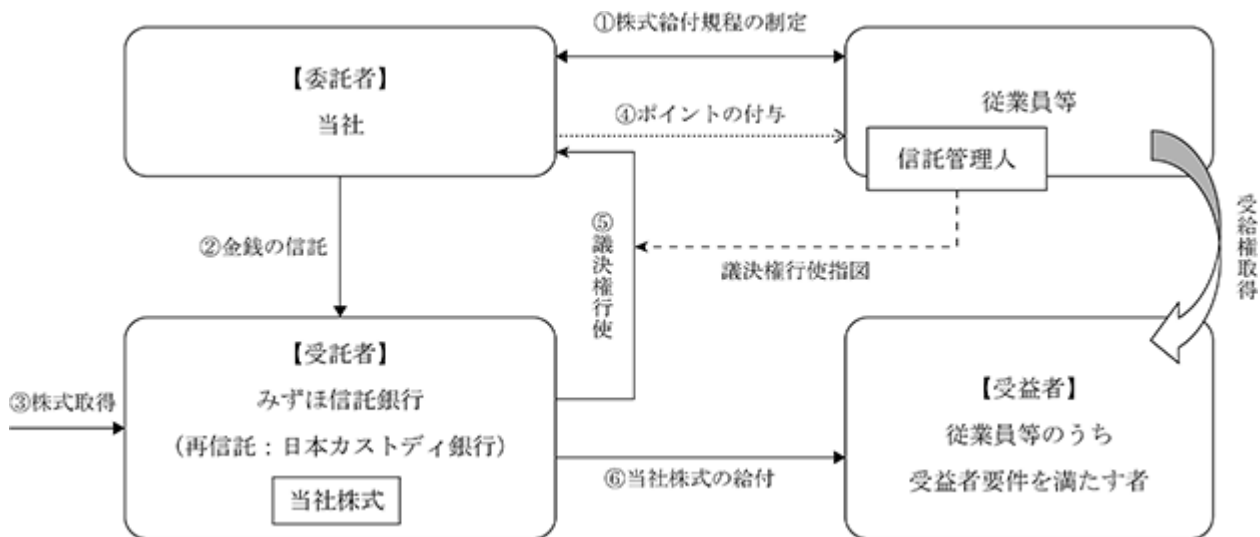 ①株式給付規程の制定
【委託者】
当社
従業員等
④ポイントの付与
信託管理人
②金銭の信託
⑤議決権行使
議決権行使指図
受給権取得
【受託者】
みずほ信託銀行
(再信託:日本カストディ銀行)
当社株式
③株式取得
⑥当社株式の給付
【受益者】
従業員等のうち
受益者要件を満たす者